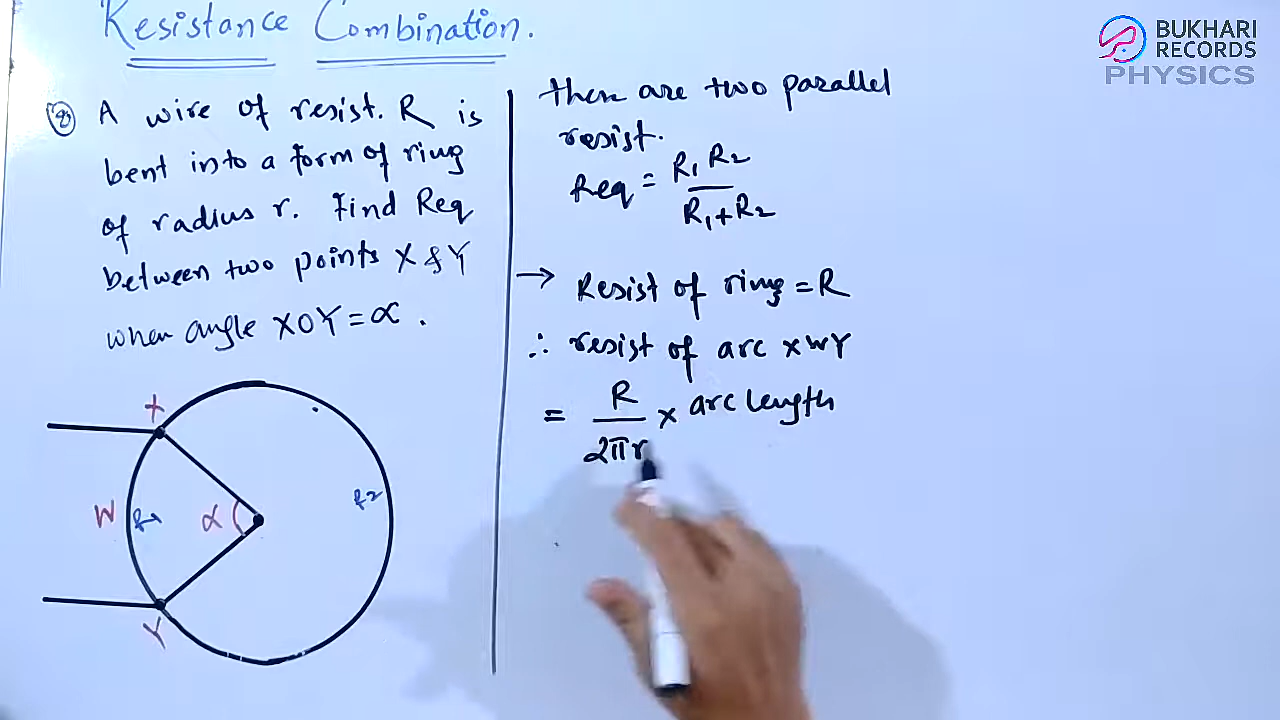 Resistance Combination.
BUKHARI
RECORDS
PHYSICS
Q A wire of resist. R is
bent into a form of ring
of radius r. Find Req
between two points X & Y
when angle XOY = α.
X
W
R1
α
R2
Y
then are two parallel
resist.
Req = R1 R2 / R1+R2
→ Resist of ring = R
∴ resist of arc XWY
= R / 2πr × arc length